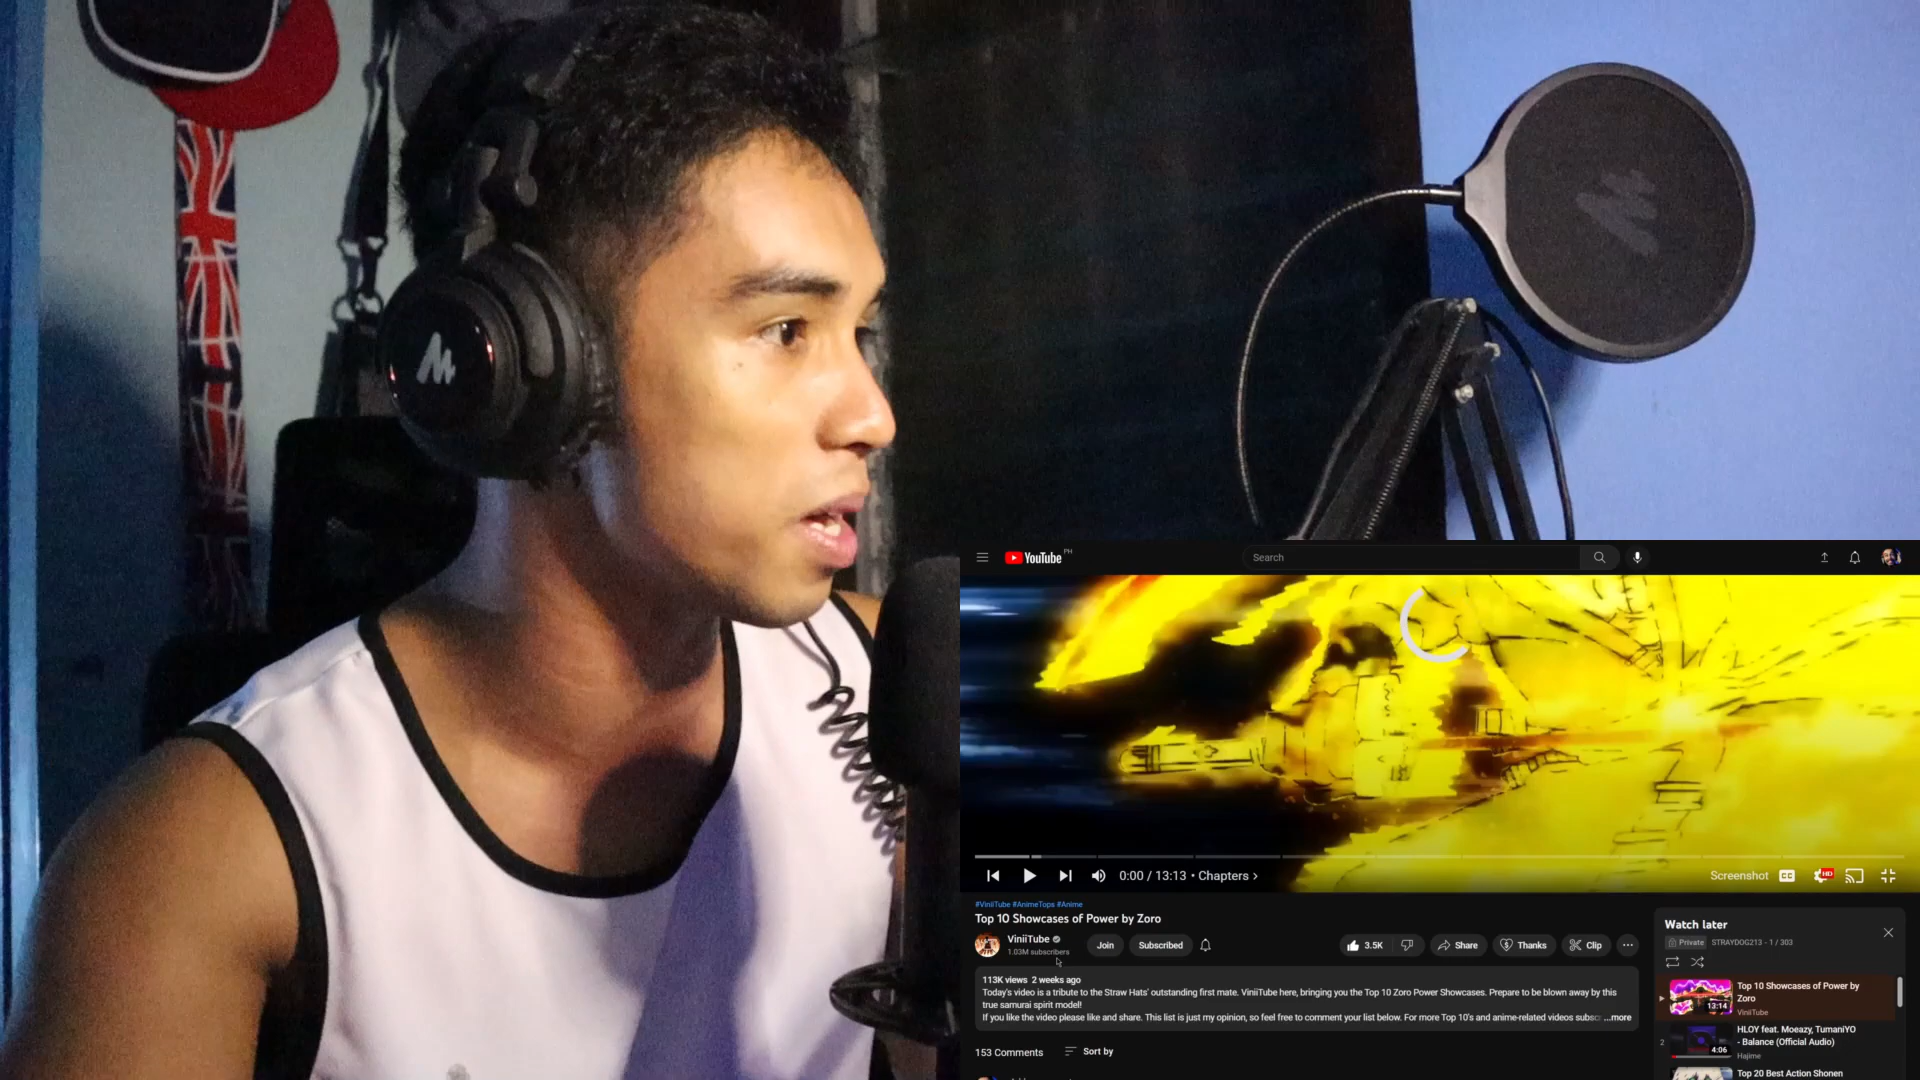 YouTube PH
Search
0:00 / 13:13 • Chapters >
Screenshot
CC
HD
#ViniiTube #AnimeTops #Anime
Top 10 Showcases of Power by Zoro
ViniiTube
1.03M subscribers
Join
Subscribed
3.5K
Share
Thanks
Clip
113K views 2 weeks ago
Today's video is a tribute to the Straw Hats' outstanding first mate. ViniiTube here, bringing you the Top 10 Zoro Power Showcases. Prepare to be blown away by this
true samurai spirit model!
If you like the video please like and share. This list is just my opinion, so feel free to comment your list below. For more Top 10's and anime-related videos subsc ...more
153 Comments
Sort by
Watch later
Private STRAYDOG213 - 1 / 303
Top 10 Showcases of Power by
Zoro
ViniiTube
13:14
2
HLOY feat. Moeazy, TumaniYO
- Balance (Official Audio)
Hajime
4:06
Top 20 Best Action Shonen